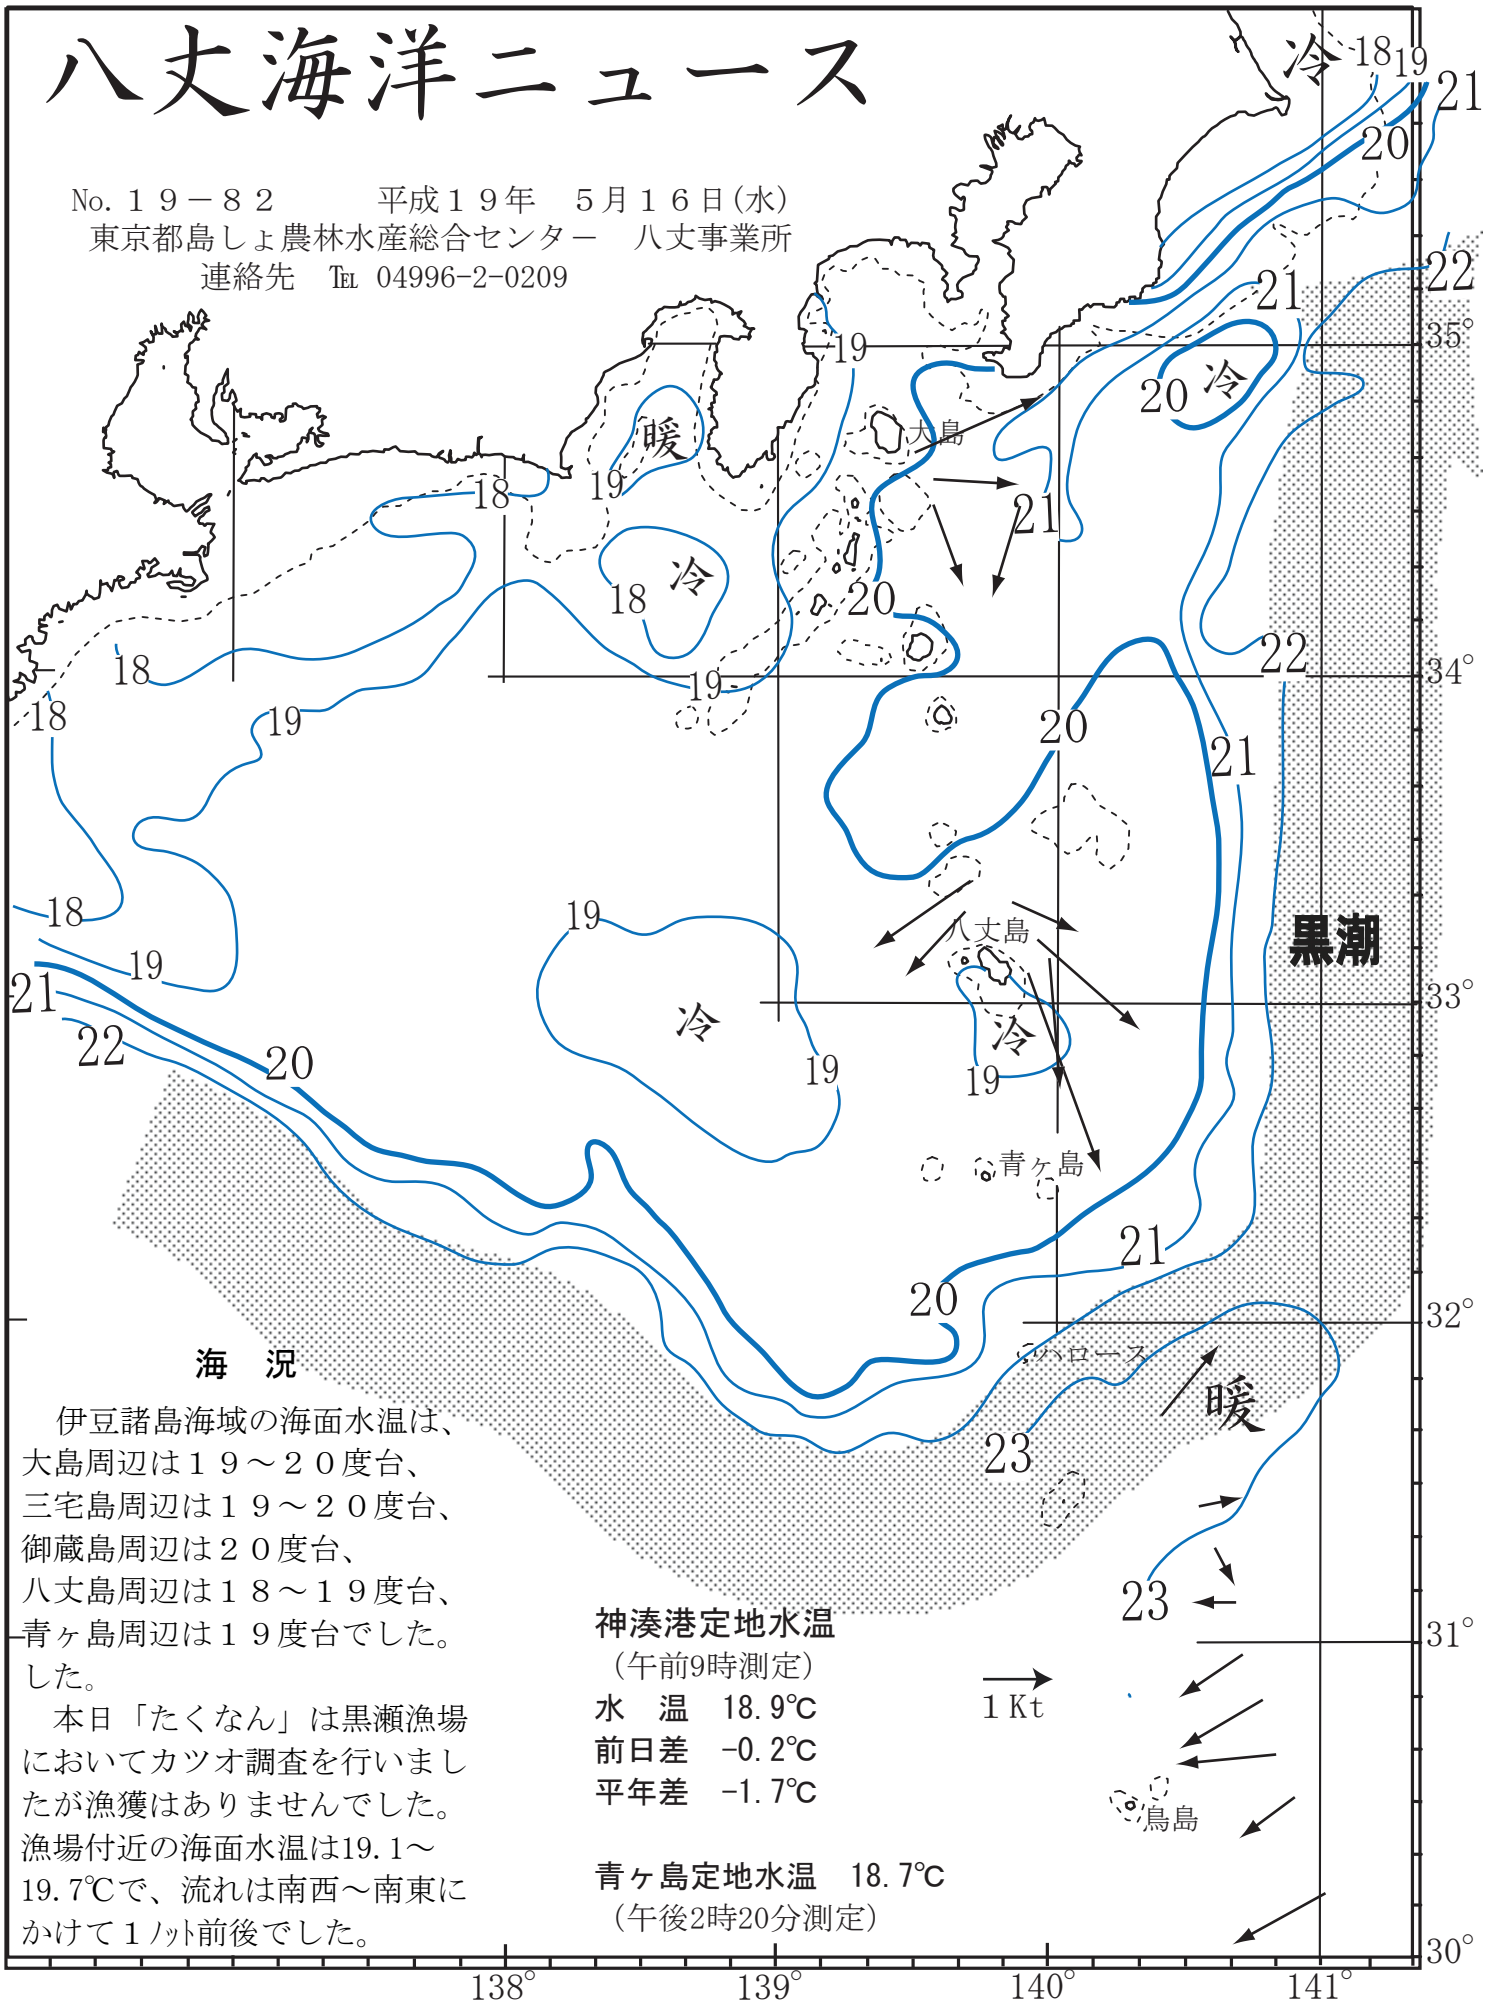 八丈海洋ニュース
No.１９－８２　平成１９年　５月１６日(水)
東京都島しょ農林水産総合センター　八丈事業所
連絡先　℡ 04996-2-0209
冷
18
19
21
20
22
21
35°
19
20
冷
大島
暖
18
19
21
冷
18
20
22
34°
18
19
18
19
20
21
黒潮
18
19
19
八丈島
33°
21
22
20
冷
19
冷
19
青ヶ島
21
20
32°
ハロース
暖
23
23
31°
1Kt
鳥島
30°
138°
139°
140°
141°
海　況
伊豆諸島海域の海面水温は、
大島周辺は１９～２０度台、
三宅島周辺は１９～２０度台、
御蔵島周辺は２０度台、
八丈島周辺は１８～１９度台、
青ヶ島周辺は１９度台でした。
した。
本日「たくなん」は黒瀬漁場
においてカツオ調査を行いまし
たが漁獲はありませんでした。
漁場付近の海面水温は19.1～
19.7℃で、流れは南西～南東に
かけて１ﾉｯﾄ前後でした。
神湊港定地水温
（午前9時測定）
水　温　18.9℃
前日差　-0.2℃
平年差　-1.7℃
青ヶ島定地水温　18.7℃
（午後2時20分測定）